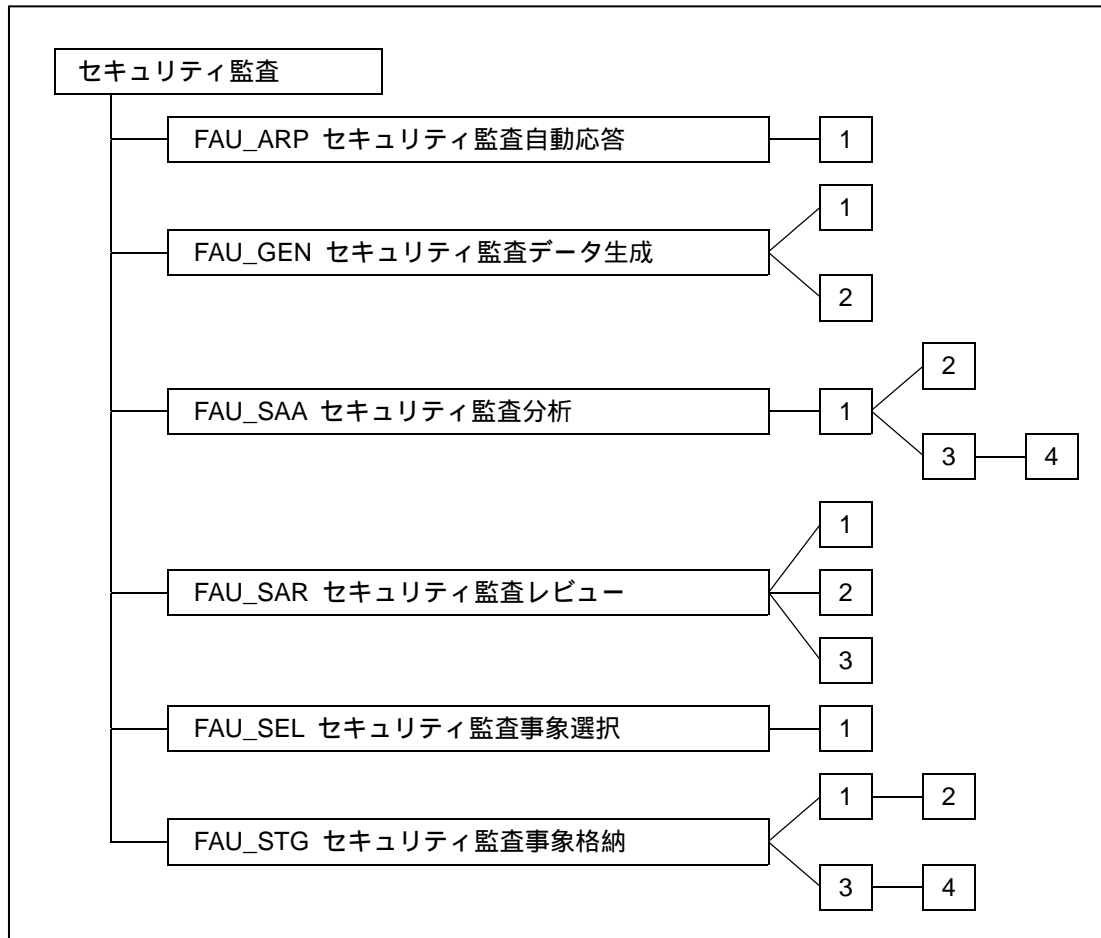 セキュリティ監査
FAU_ARP セキュリティ監査自動応答 1
1
FAU_GEN セキュリティ監査データ生成
2
2
FAU_SAA セキュリティ監査分析 1
3 4
1
FAU_SAR セキュリティ監査レビュー 2
3
FAU_SEL セキュリティ監査事象選択 1
1 2
FAU_STG セキュリティ監査事象格納
3 4